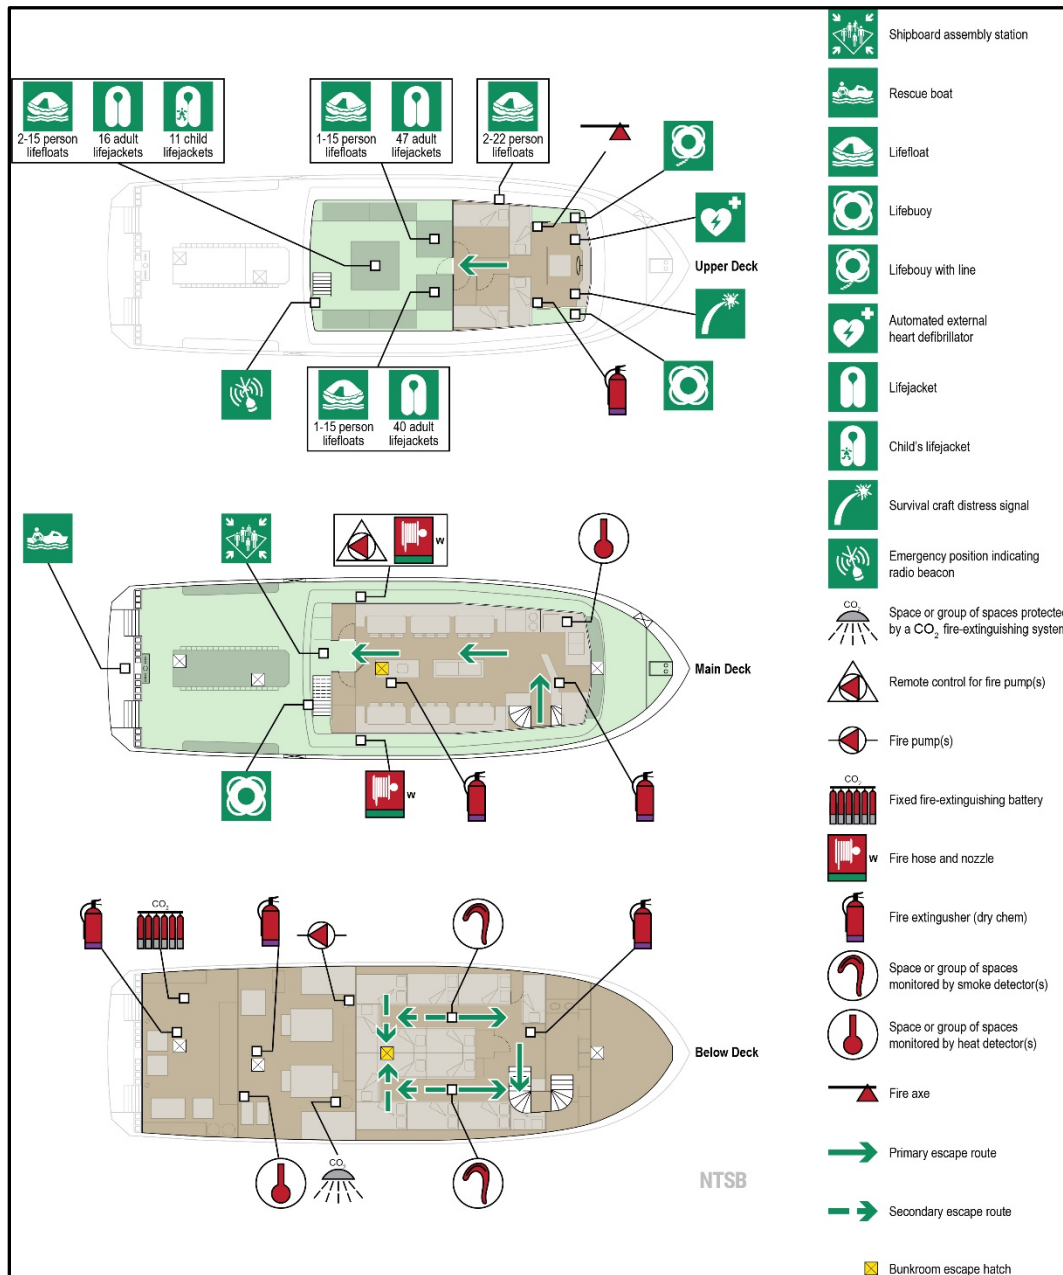 2-15 person
lifefloats
16 adult
lifejackets
11 child
lifejackets
1-15 person
lifefloats
47 adult
lifejackets
2-22 person
lifefloats
Upper Deck
1-15 person
lifefloats
40 adult
lifejackets
W
Main Deck
W
CO2
Below Deck
CO2
NTSB
Shipboard assembly station
Rescue boat
Lifefloat
Lifebuoy
Lifebouy with line
Automated external
heart defibrillator
Lifejacket
Child's lifejacket
Survival craft distress signal
Emergency position indicating
radio beacon
CO2
Space or group of spaces protected
by a CO2 fire-extinguishing system
Remote control for fire pump(s)
Fire pump(s)
CO2
Fixed fire-extinguishing battery
W
Fire hose and nozzle
Fire extingusher (dry chem)
Space or group of spaces
monitored by smoke detector(s)
Space or group of spaces
monitored by heat detector(s)
Fire axe
Primary escape route
Secondary escape route
Bunkroom escape hatch